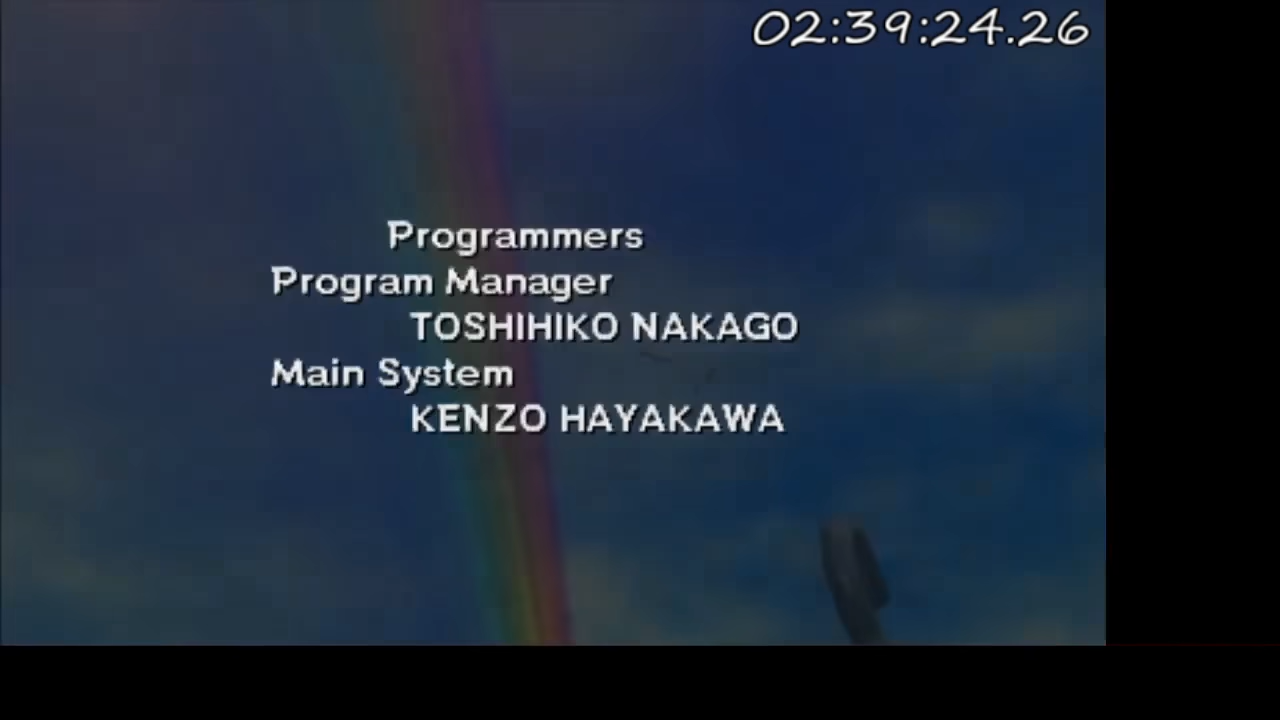 02:39:24.26
Programmers
Program Manager
TOSHIHIKO NAKAGO
Main System
KENZO HAYAKAWA